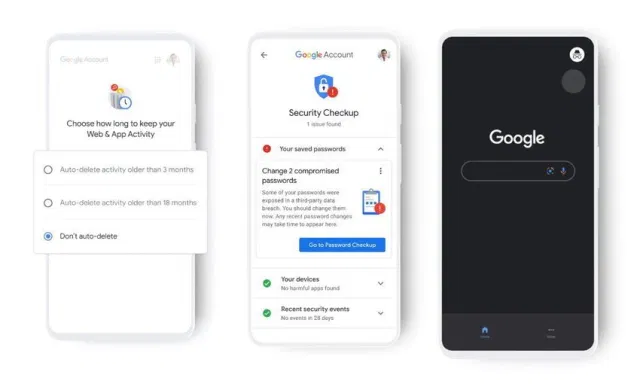 Google Account
Choose how long to keep your
Web & App Activity
Auto-delete activity older than 3 months
Auto-delete activity older than 18 months
Don't auto-delete
Google Account
Security Checkup
1 issue found
Your saved passwords
Change 2 compromised
passwords
Some of your passwords were
exposed in a third-party data
breach. You should change them
now. Any recent password changes
may take time to appear here.
Go to Password Checkup
Your devices
No harmful apps found
Recent security events
No events in 28 days
Google